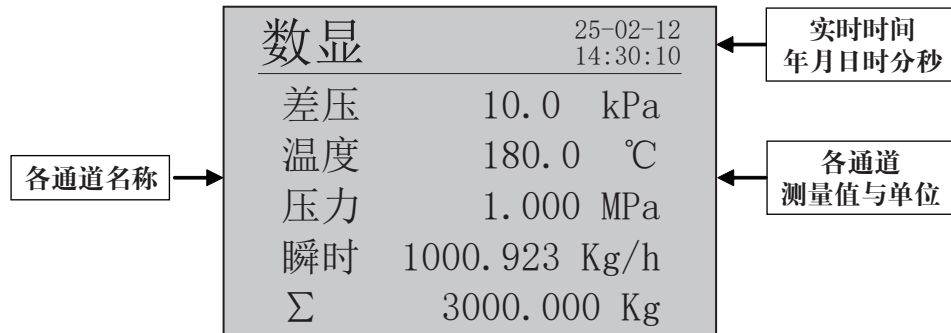 数显
25-02-12
14:30:10
实时时间
年月日时分秒
差压 10.0 kPa
温度 180.0 ℃
压力 1.000 MPa
瞬时 1000.923 Kg/h
Σ 3000.000 Kg
各通道名称
各通道
测量值与单位